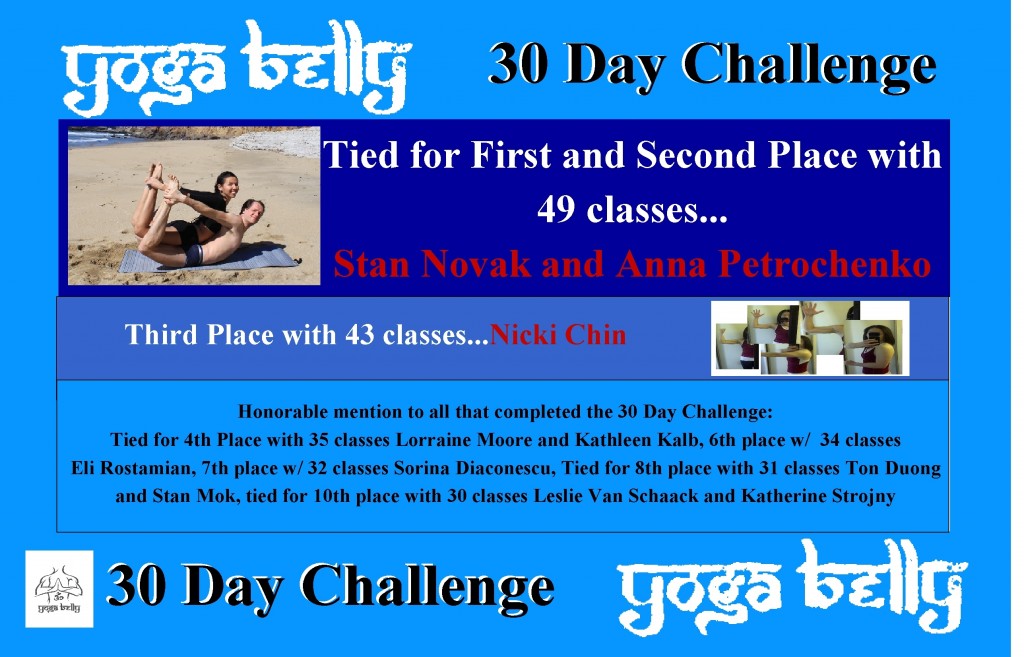 yoga belly
30 Day Challenge
Tied for First and Second Place with
49 classes...
Stan Novak and Anna Petrochenko
Third Place with 43 classes...Nicki Chin
Honorable mention to all that completed the 30 Day Challenge:
Tied for 4th Place with 35 classes Lorraine Moore and Kathleen Kalb, 6th place w/ 34 classes
Eli Rostamian, 7th place w/ 32 classes Sorina Diaconescu, Tied for 8th place with 31 classes Ton Duong
and Stan Mok, tied for 10th place with 30 classes Leslie Van Schaack and Katherine Strojny
ॐ
yoga belly
30 Day Challenge
yoga belly